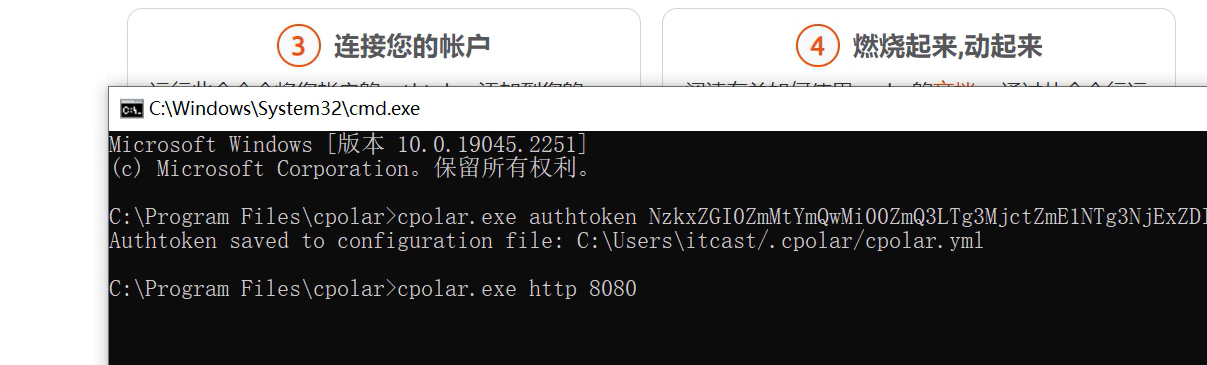 3 连接您的帐户
4 燃烧起来,动起来
C:\Windows\System32\cmd.exe
Microsoft Windows [版本 10.0.19045.2251]
(c) Microsoft Corporation。保留所有权利。
C:\Program Files\cpolar>cpolar.exe authtoken
Authtoken saved to configuration file: C:\Users\itcast/.cpolar/cpolar.yml
C:\Program Files\cpolar>cpolar.exe http 8080